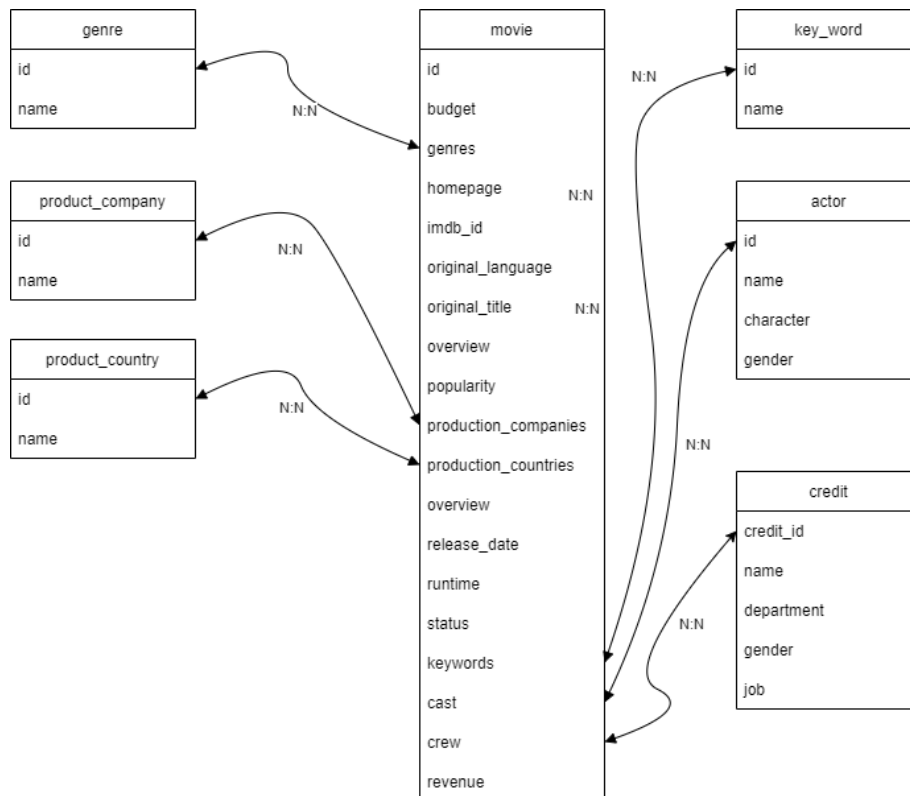 genre
id
name
N:N
product_company
id
name
N:N
product_country
id
name
N:N
movie
id
budget
genres
homepage
N:N
imdb_id
original_language
original_title
N:N
overview
popularity
production_companies
production_countries
overview
release_date
runtime
status
keywords
cast
crew
revenue
key_word
id
name
N:N
actor
id
name
character
gender
N:N
credit
credit_id
name
department
gender
job
N:N